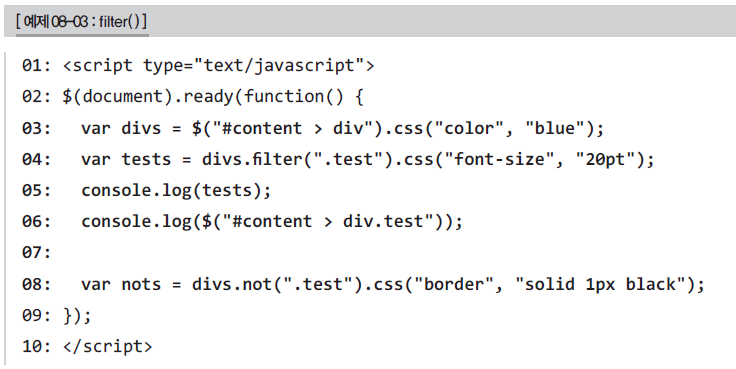 [예제 08-03 : filter()]
01: <script type="text/javascript">
02: $(document).ready(function() {
03:   var divs = $("#content > div").css("color", "blue");
04:   var tests = divs.filter(".test").css("font-size", "20pt");
05:   console.log(tests);
06:   console.log($("#content > div.test"));
07:
08:   var nots = divs.not(".test").css("border", "solid 1px black");
09: });
10: </script>